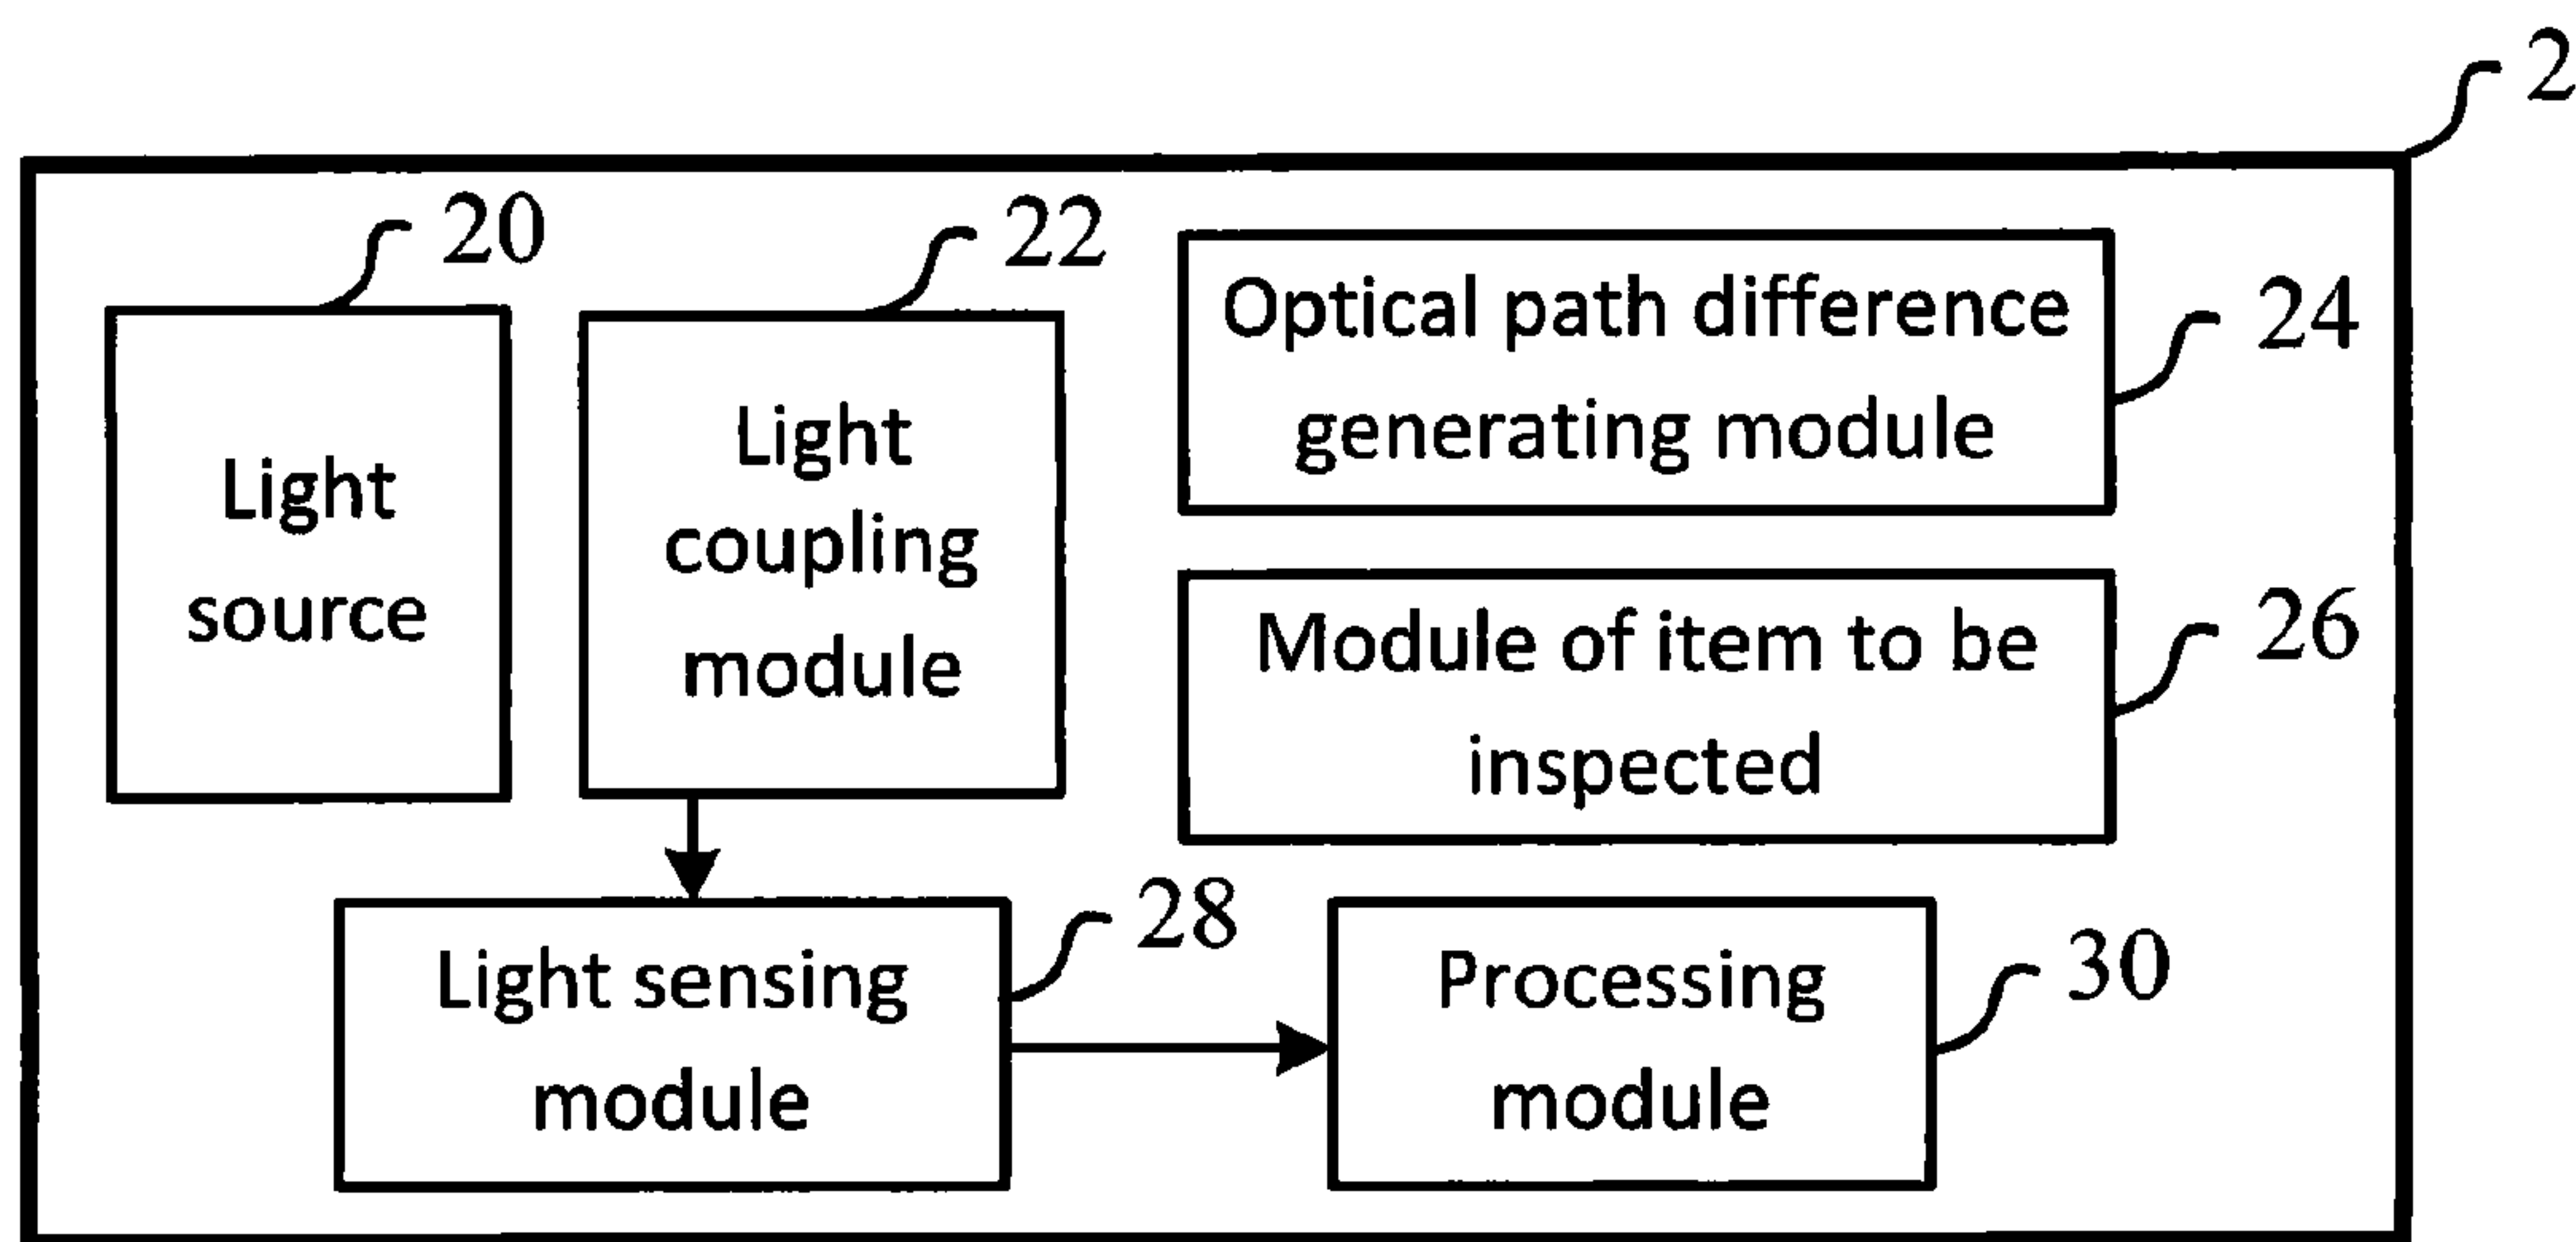 2
20
22
Optical path difference
generating module
24
Light
source
Light
coupling
module
Module of item to be
inspected
26
Light sensing
module
28
Processing
module
30